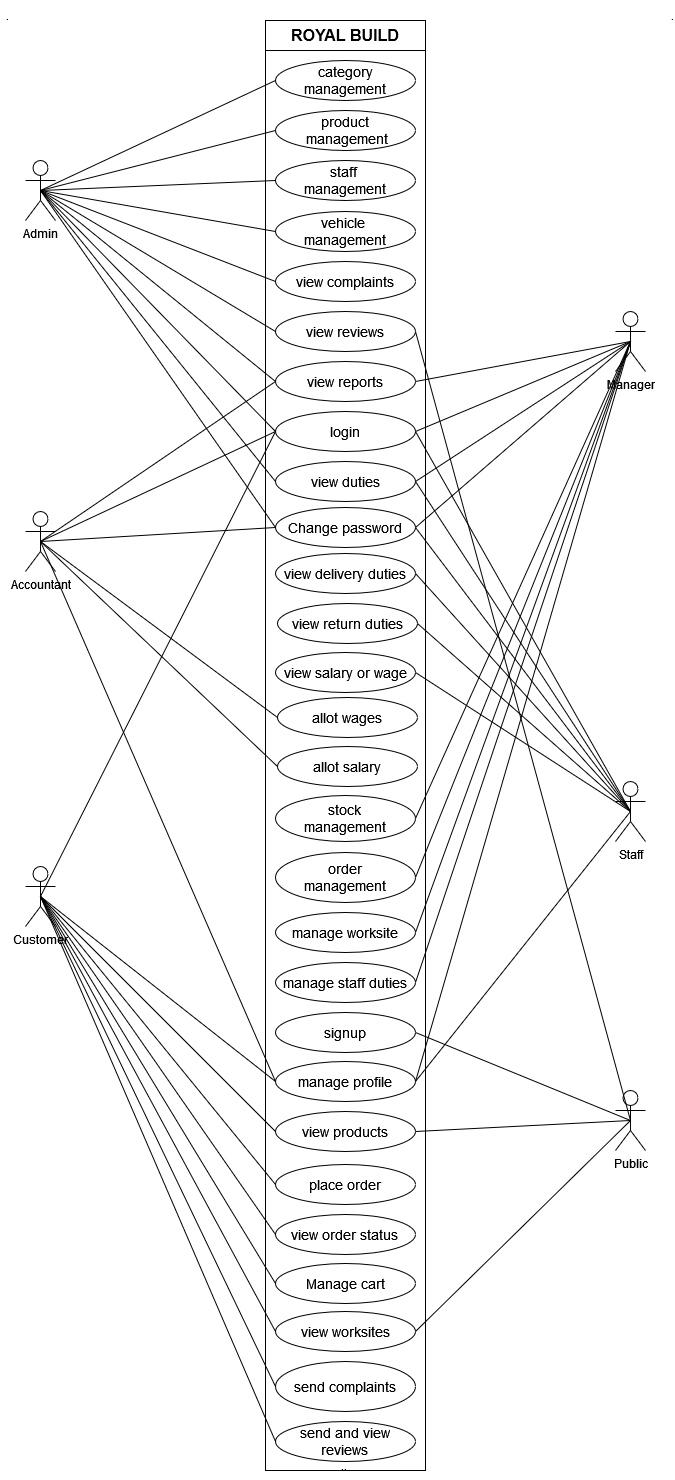 ROYAL BUILD
category
management
product
management
staff
management
Admin
vehicle
management
view complaints
view reviews
view reports
Manager
login
view duties
Change password
Accountant
view delivery duties
view return duties
view salary or wage
allot wages
allot salary
stock
management
Staff
order
management
manage worksite
Customer
manage staff duties
signup
manage profile
view products
Public
place order
view order status
Manage cart
view worksites
send complaints
send and view
reviews